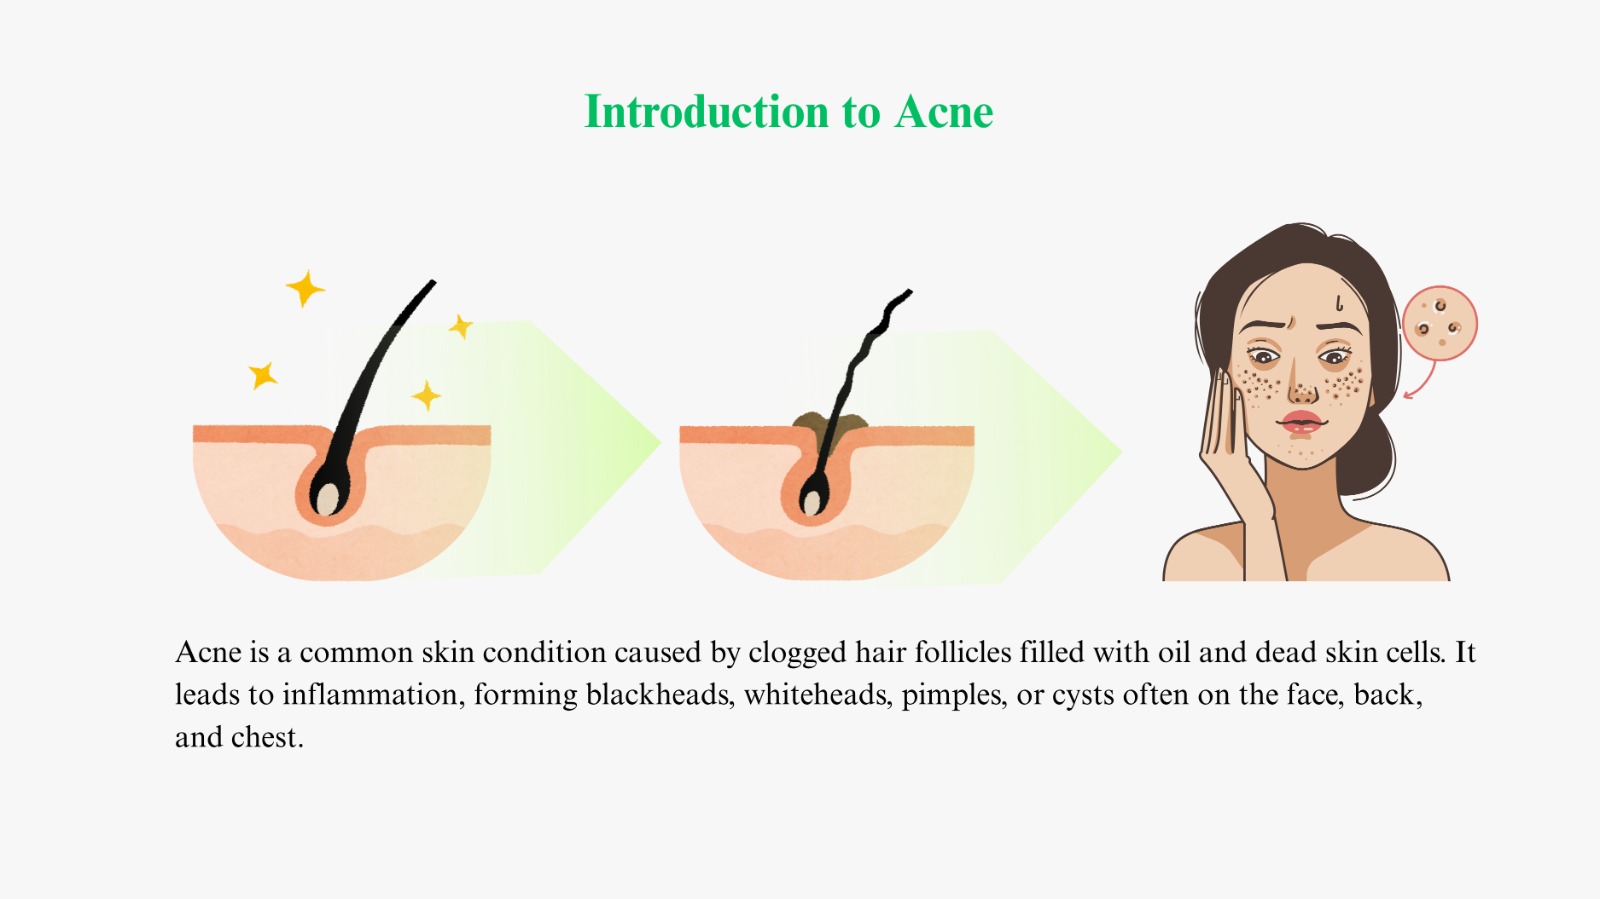 Introduction to Acne
Acne is a common skin condition caused by clogged hair follicles filled with oil and dead skin cells. It
leads to inflammation, forming blackheads, whiteheads, pimples, or cysts often on the face, back,
and chest.